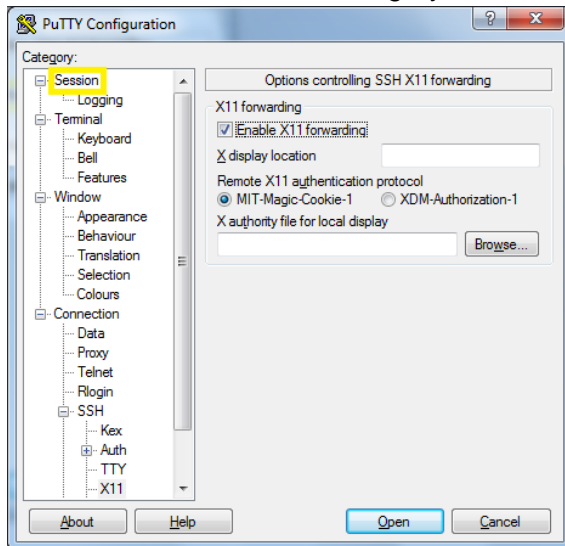 PuTTY Configuration
?
X
Category:
Session
Logging
Terminal
Keyboard
Bell
Features
Window
Appearance
Behaviour
Translation
Selection
Colours
Connection
Data
Proxy
Telnet
Rlogin
SSH
Kex
Auth
TTY
X11
Options controlling SSH X11 forwarding
X11 forwarding
Enable X11 forwarding
X display location
Remote X11 authentication protocol
MIT-Magic-Cookie-1 XDM-Authorization-1
X authority file for local display
Browse...
About Help Open Cancel